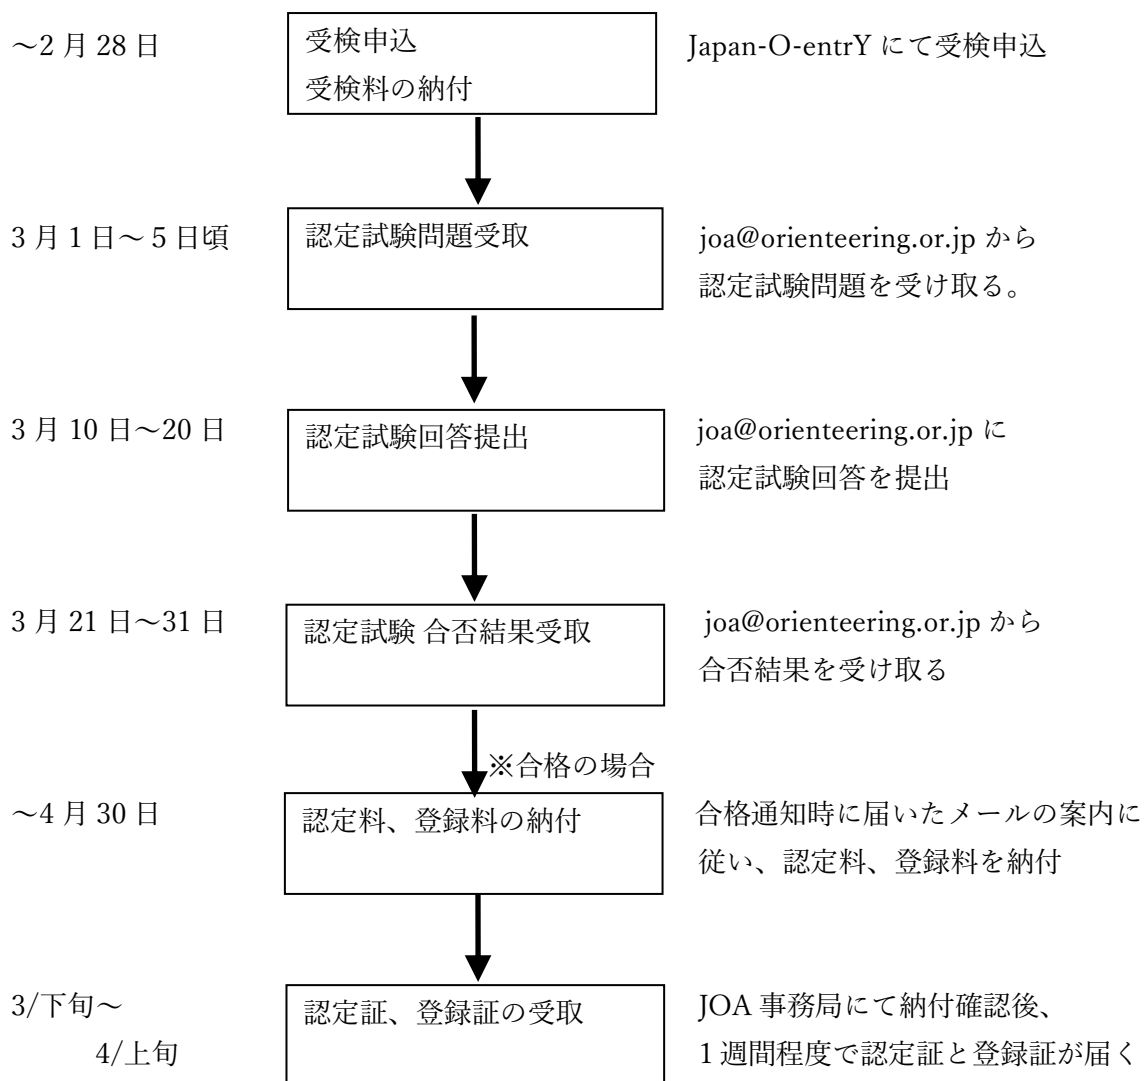 ～2 月 28 日
受検申込
受検料の納付
Japan-O-entrY にて受検申込
3 月 1 日～ 5 日頃
認定試験問題受取
joa@orienteering.or.jp から
認定試験問題を受け取る。
3 月 10 日～20 日
認定試験回答提出
joa@orienteering.or.jp に
認定試験回答を提出
3 月 21 日～31 日
認定試験 合否結果受取
joa@orienteering.or.jp から
合否結果を受け取る
※合格の場合
～4 月 30 日
認定料、登録料の納付
合格通知時に届いたメールの案内に
従い、認定料、登録料を納付
3/下旬～
4/上旬
認定証、登録証の受取
JOA 事務局にて納付確認後、
1 週間程度で認定証と登録証が届く